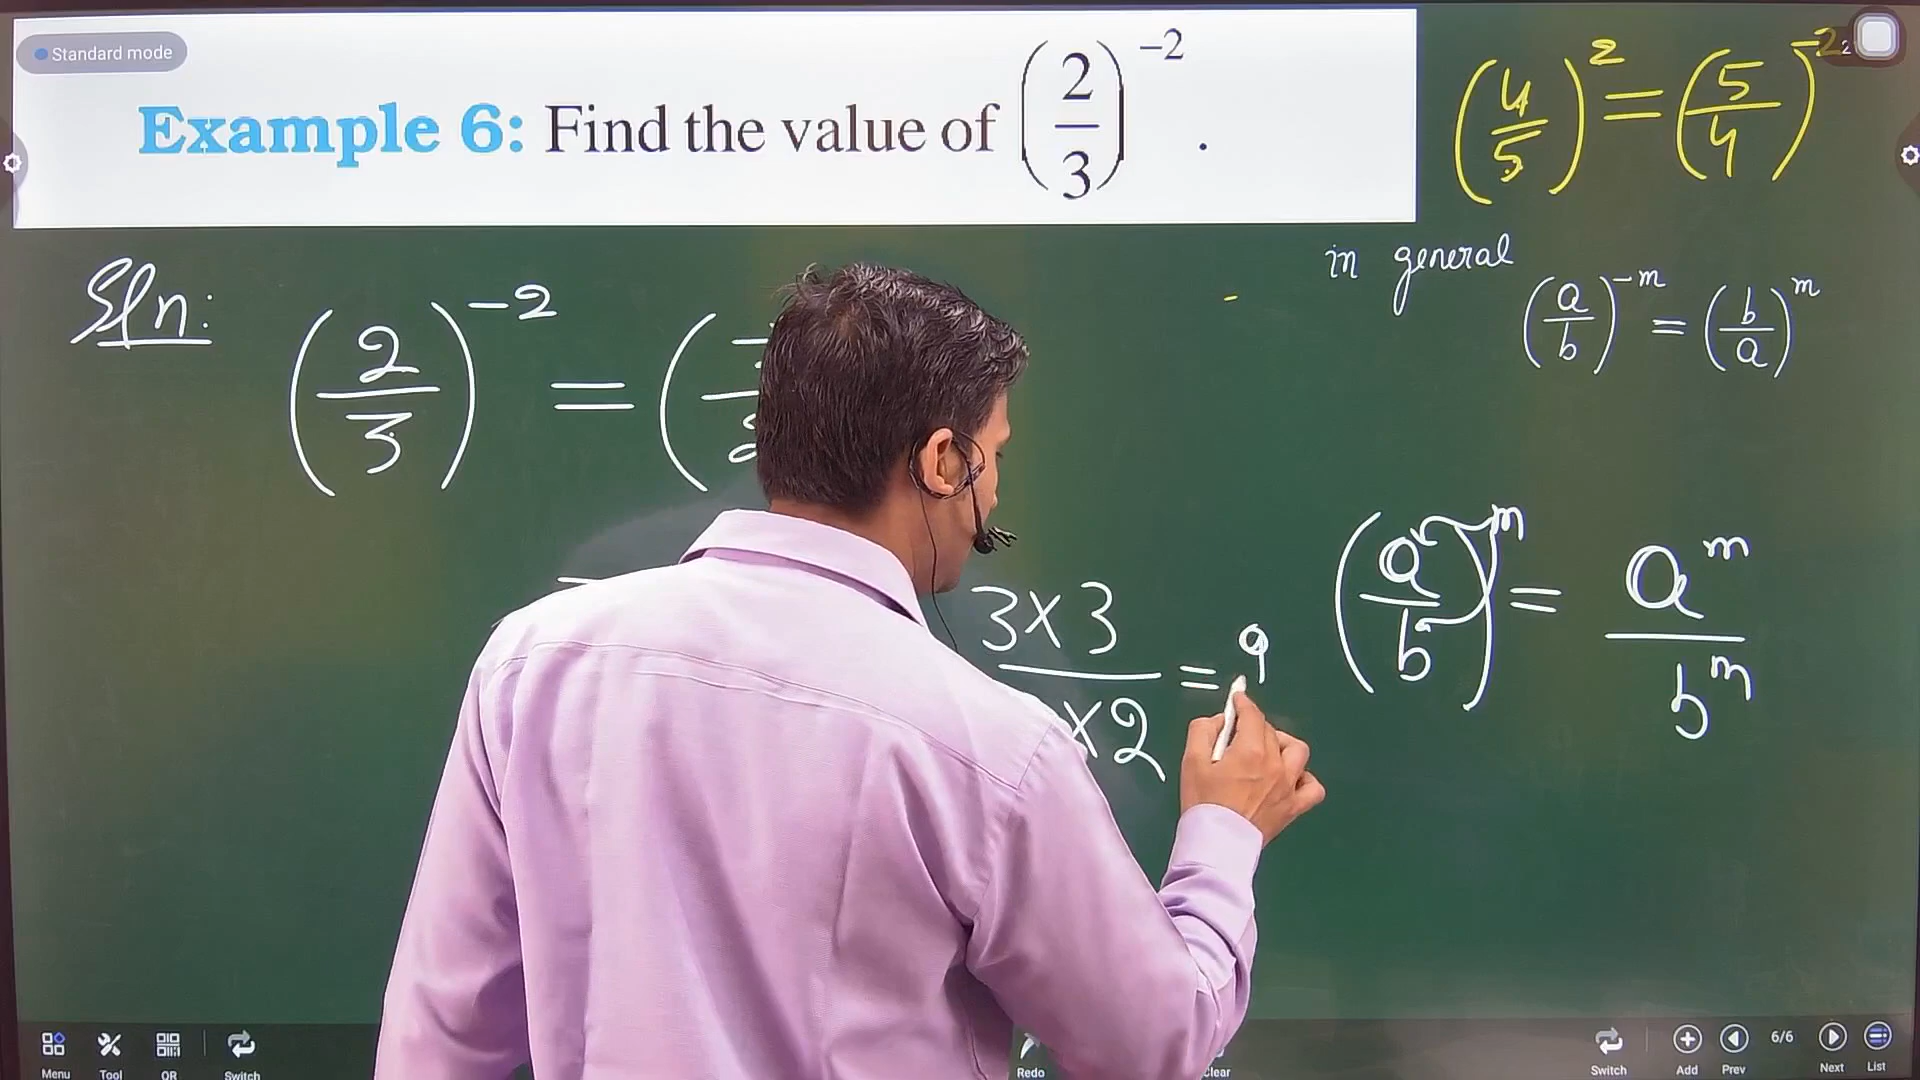 Standard mode
Example 6: Find the value of (2/3)^-2.
(4/5)^2 = (5/4)^-2
in general
(a/b)^-m = (b/a)^m
Sln:
(2/3)^-2 = (
3×3 / ×2 = 9
(a/b)^m = a^m / b^m
Menu
Tool
QR
Switch
Redo
Clear
Switch
Add
Prev
6/6
Next
List